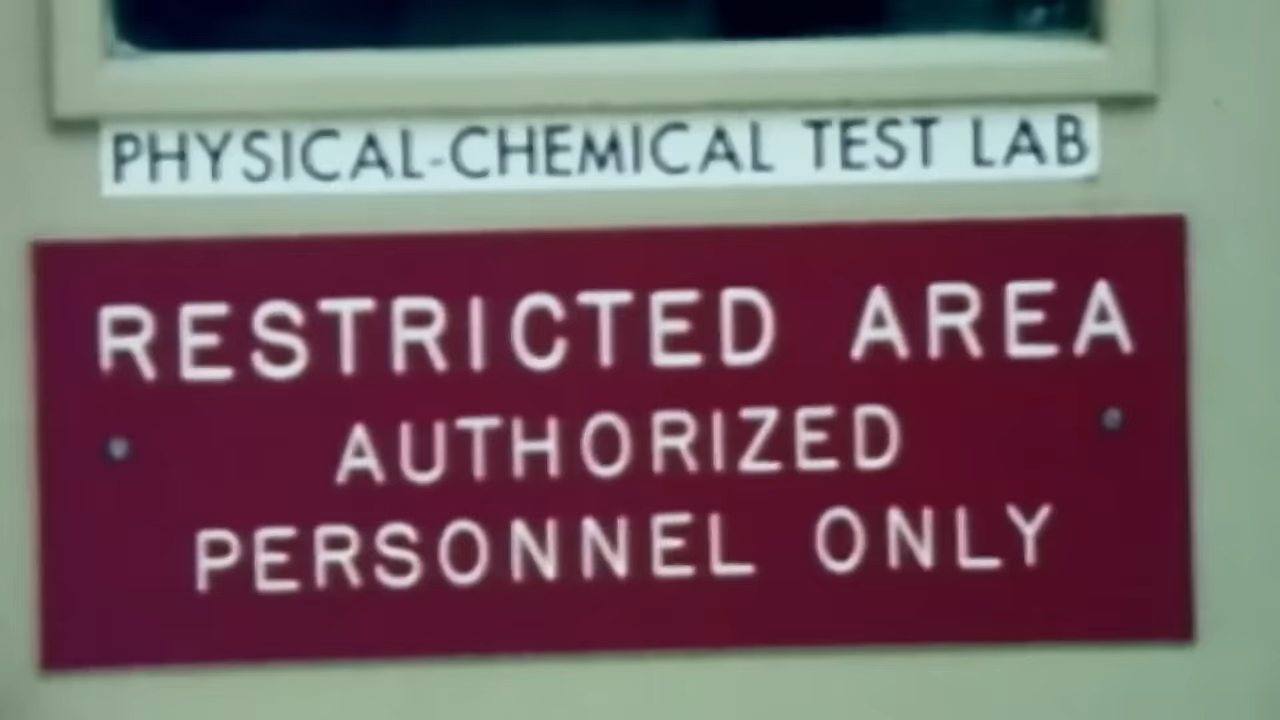 PHYSICAL-CHEMICAL TEST LAB
RESTRICTED AREA
AUTHORIZED
PERSONNEL ONLY